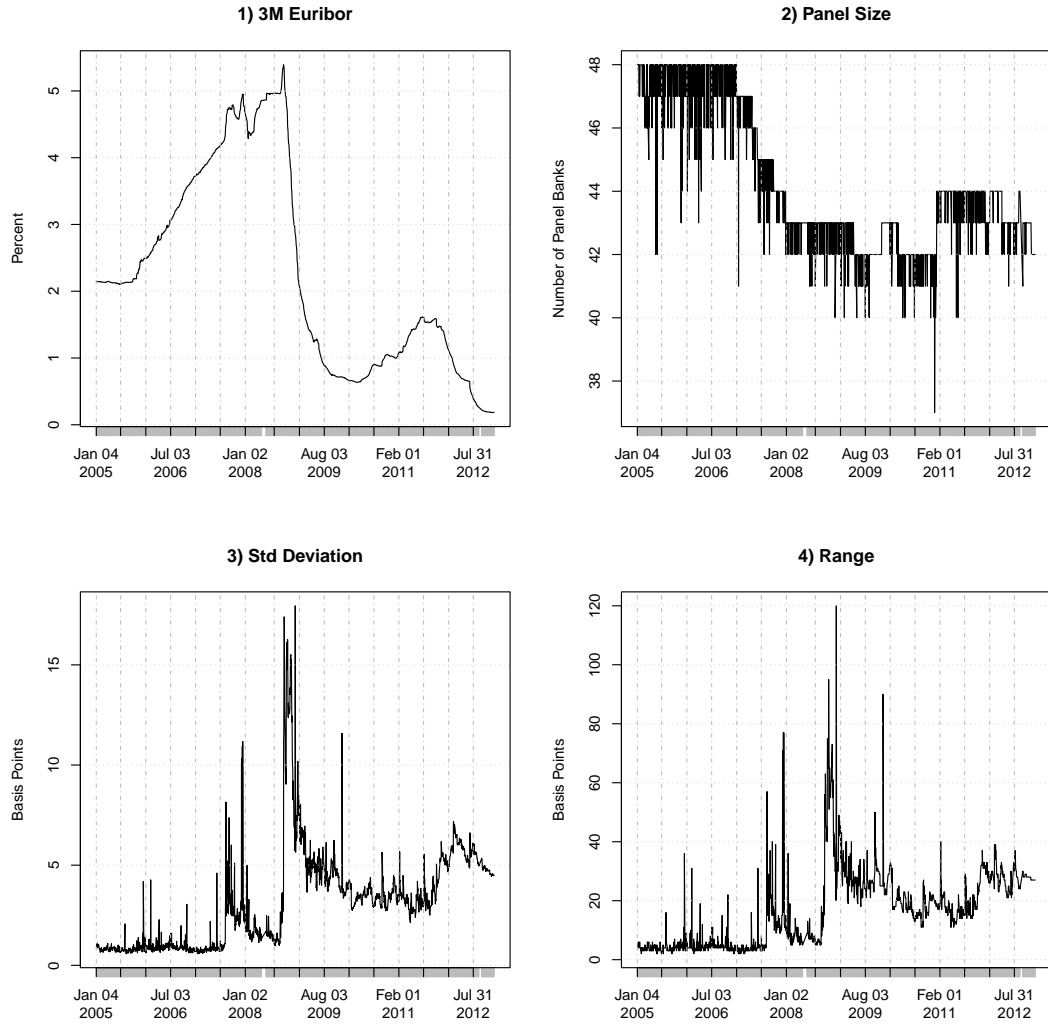 1) 3M Euribor
Percent
5
4
3
2
1
0
Jan 04 Jul 03 Jan 02 Aug 03 Feb 01 Jul 31
2005 2006 2008 2009 2011 2012
2) Panel Size
Number of Panel Banks
48
46
44
42
40
38
Jan 04 Jul 03 Jan 02 Aug 03 Feb 01 Jul 31
2005 2006 2008 2009 2011 2012
3) Std Deviation
Basis Points
15
10
5
0
Jan 04 Jul 03 Jan 02 Aug 03 Feb 01 Jul 31
2005 2006 2008 2009 2011 2012
4) Range
Basis Points
120
100
80
60
40
20
0
Jan 04 Jul 03 Jan 02 Aug 03 Feb 01 Jul 31
2005 2006 2008 2009 2011 2012